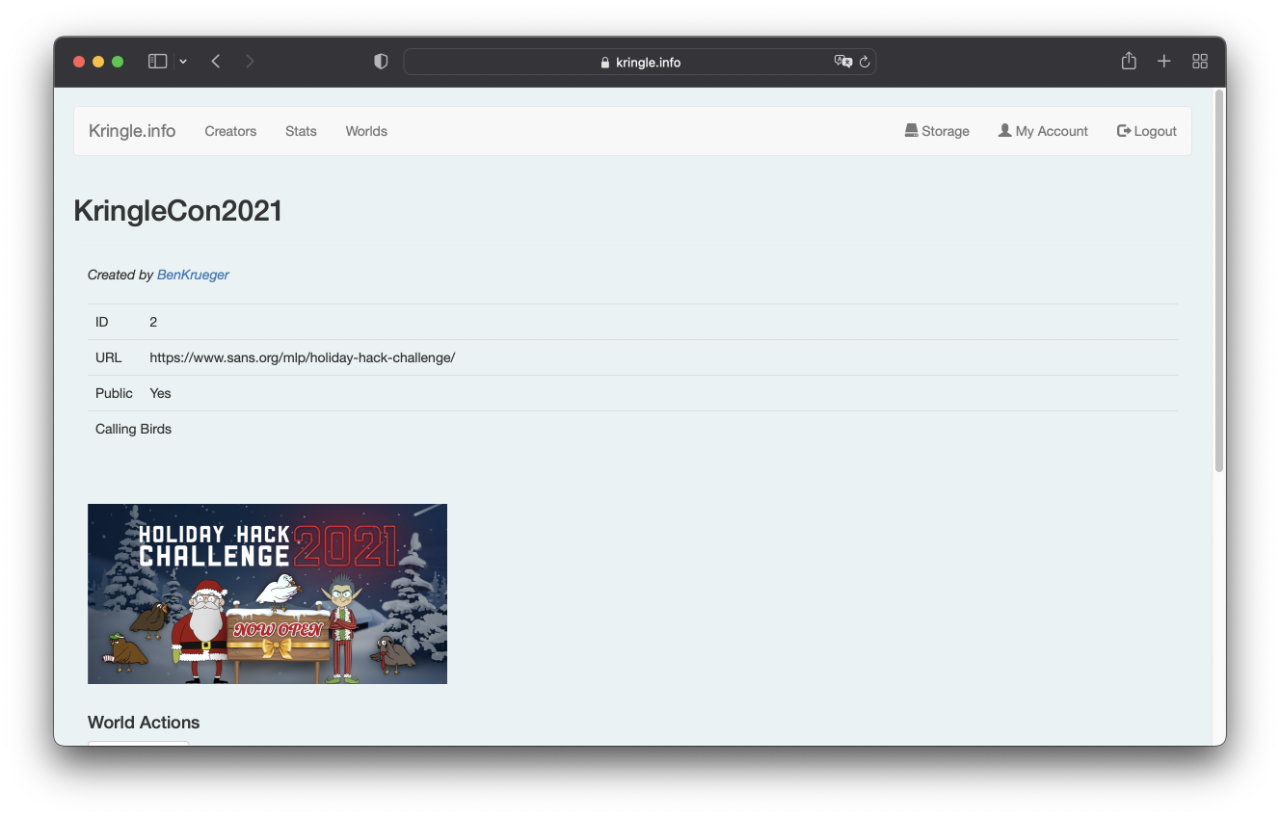 kringle.info
Kringle.info Creators Stats Worlds Storage My Account Logout
KringleCon2021
Created by BenKrueger
ID 2
URL https://www.sans.org/mlp/holiday-hack-challenge/
Public Yes
Calling Birds
HOLIDAY HACK
CHALLENGE 2021
NOW OPEN
World Actions